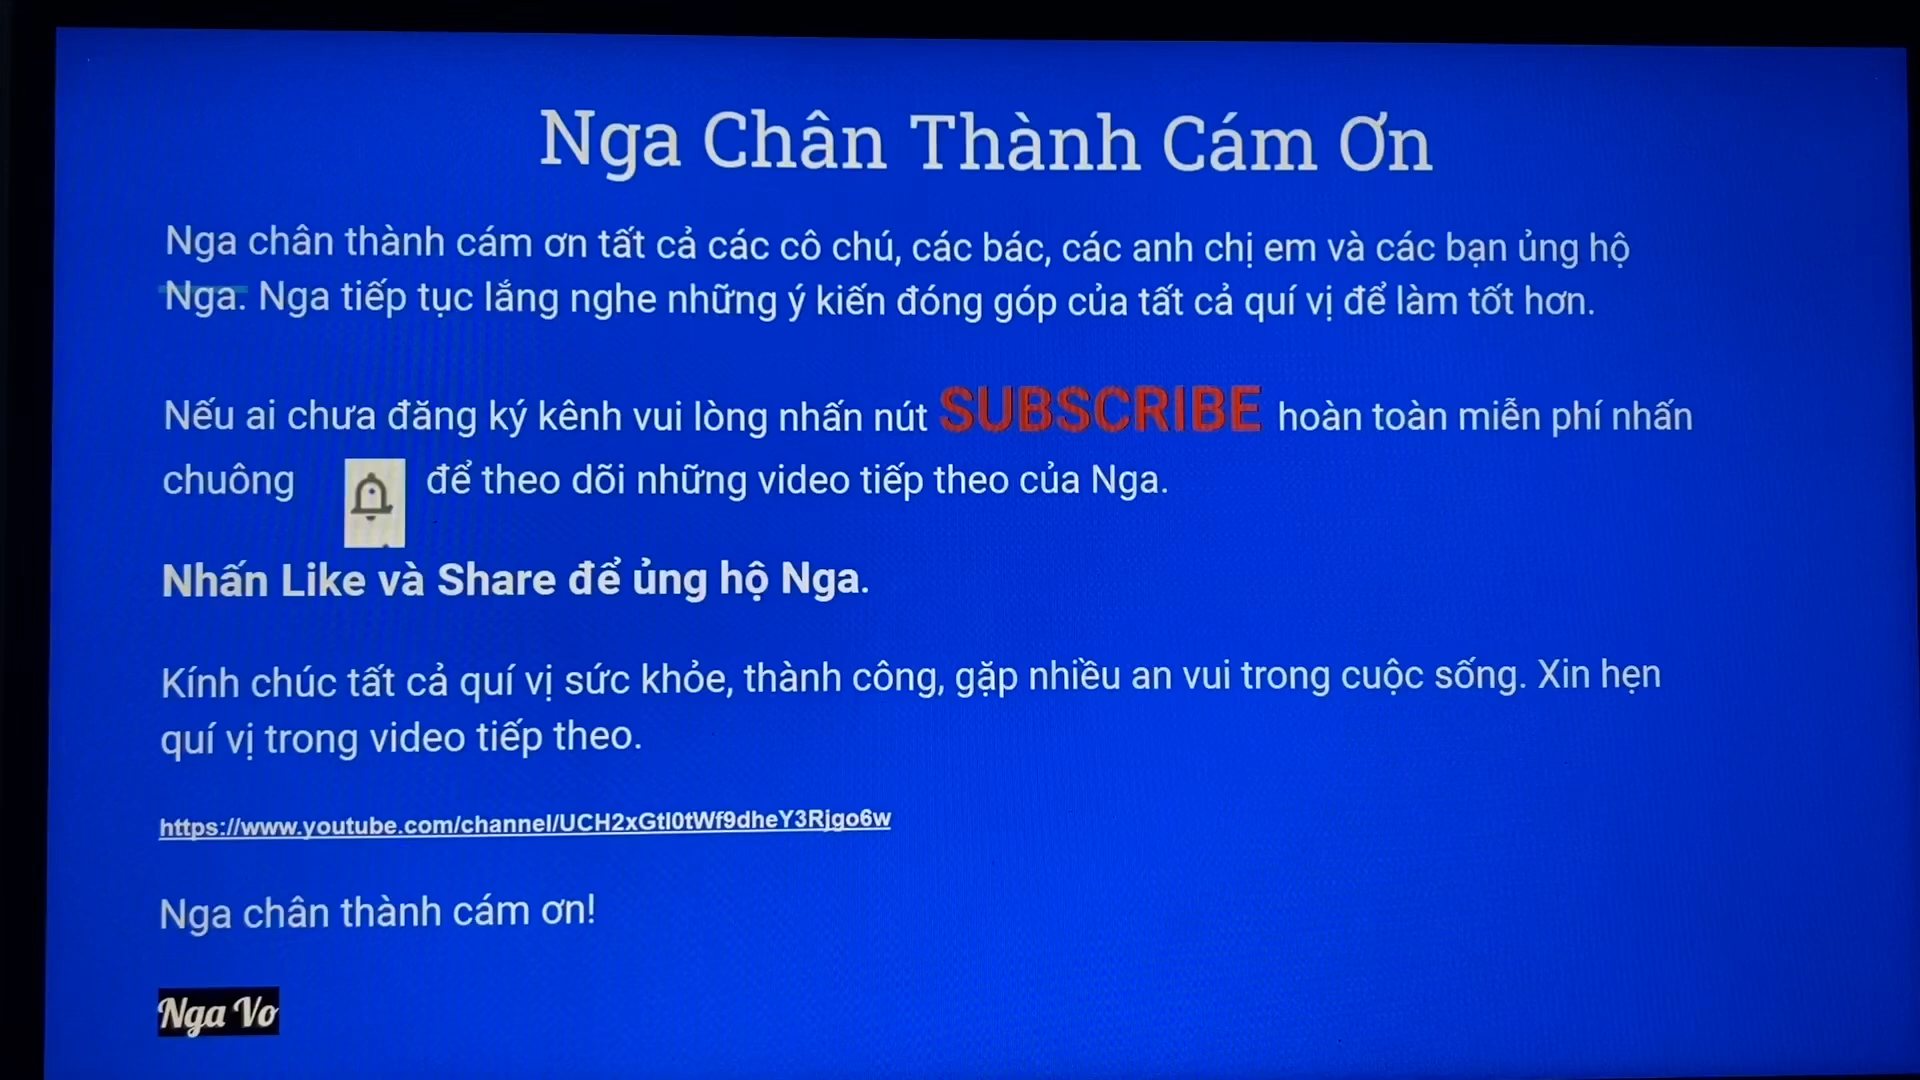 Nga Chân Thành Cám Ơn
Nga chân thành cám ơn tất cả các cô chú, các bác, các anh chị em và các bạn ủng hộ
Nga. Nga tiếp tục lắng nghe những ý kiến đóng góp của tất cả quí vị để làm tốt hơn.
Nếu ai chưa đăng ký kênh vui lòng nhấn nút SUBSCRIBE hoàn toàn miễn phí nhấn
chuông để theo dõi những video tiếp theo của Nga.
Nhấn Like và Share để ủng hộ Nga.
Kính chúc tất cả quí vị sức khỏe, thành công, gặp nhiều an vui trong cuộc sống. Xin hẹn
quí vị trong video tiếp theo.
https://www.youtube.com/channel/UCH2xGtI0tWf9dheY3Rjgo6w
Nga chân thành cám ơn!
Nga Vo